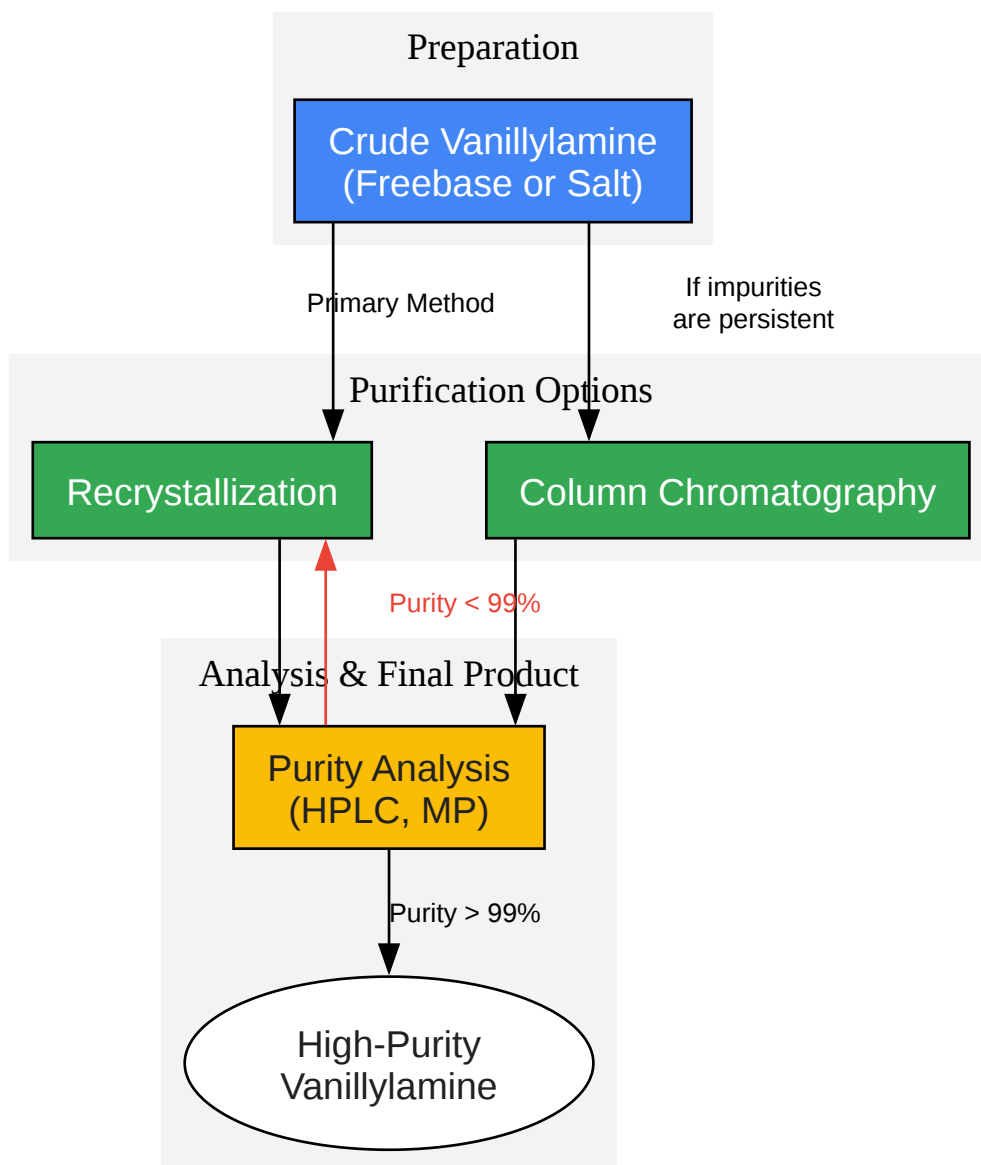 Preparation
Crude Vanillylamine
(Freebase or Salt)
Primary Method
If impurities
are persistent
Purification Options
Recrystallization
Column Chromatography
Purity < 99%
Analysis & Final Product
Purity Analysis
(HPLC, MP)
Purity > 99%
High-Purity
Vanillylamine